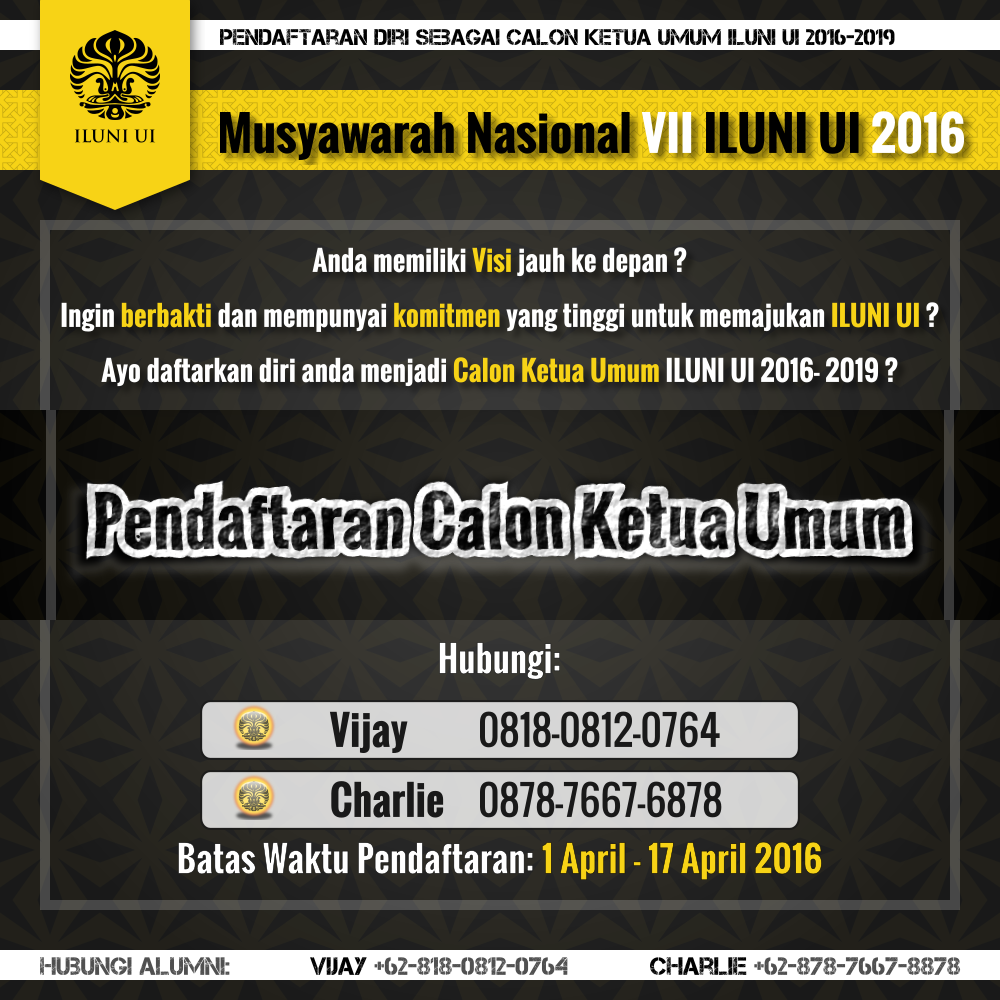 PENDAFTARAN DIRI SEBAGAI CALON KETUA UMUM ILUNI UI 2016-2019
ILUNI UI
Musyawarah Nasional VII ILUNI UI 2016
Anda memiliki Visi jauh ke depan ?
Ingin berbakti dan mempunyai komitmen yang tinggi untuk memajukan ILUNI UI ?
Ayo daftarkan diri anda menjadi Calon Ketua Umum ILUNI UI 2016- 2019 ?
Pendaftaran Calon Ketua Umum
Hubungi:
Vijay 0818-0812-0764
Charlie 0878-7667-6878
Batas Waktu Pendaftaran: 1 April - 17 April 2016
HUBUNGI ALUMNI: VIJAY +62-818-0812-0764 CHARLIE +62-878-7667-8878